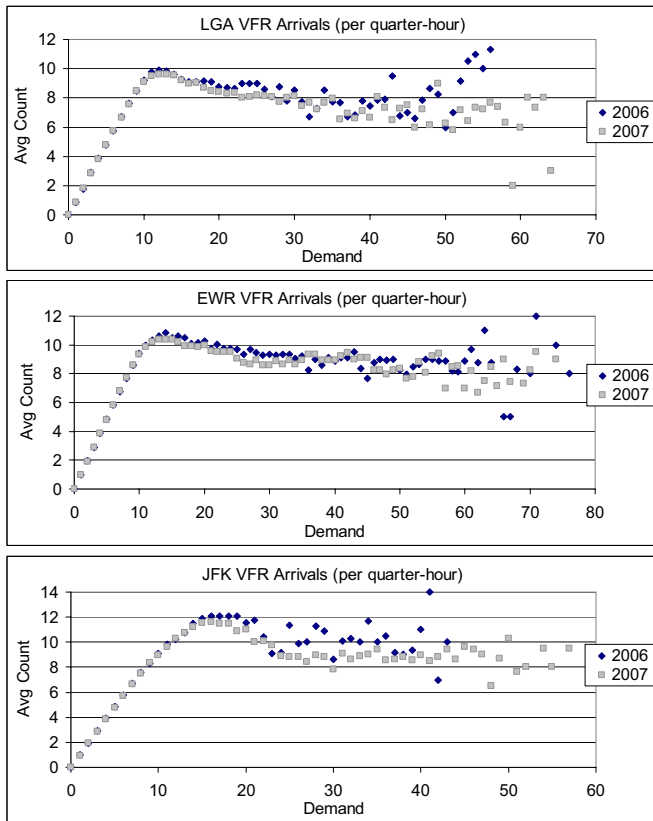 LGA VFR Arrivals (per quarter-hour)
12
10
8
6
4
2
0
Avg Count
0 10 20 30 40 50 60 70
Demand
2006
2007
EWR VFR Arrivals (per quarter-hour)
12
10
8
6
4
2
0
Avg Count
0 10 20 30 40 50 60 70 80
Demand
2006
2007
JFK VFR Arrivals (per quarter-hour)
14
12
10
8
6
4
2
0
Avg Count
0 10 20 30 40 50 60
Demand
2006
2007